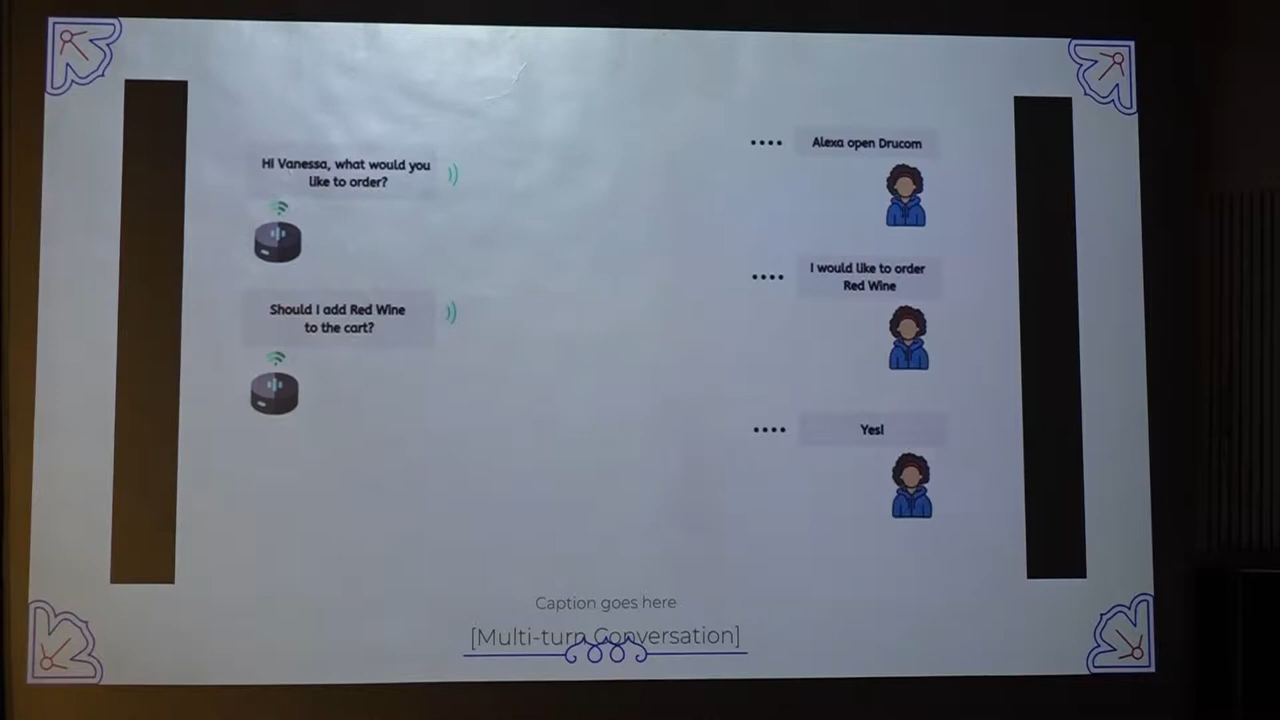 Alexa open Drucom
Hi Vanessa, what would you
like to order?
I would like to order
Red Wine
Should I add Red Wine
to the cart?
Yes!
Caption goes here
[Multi-turn Conversation]